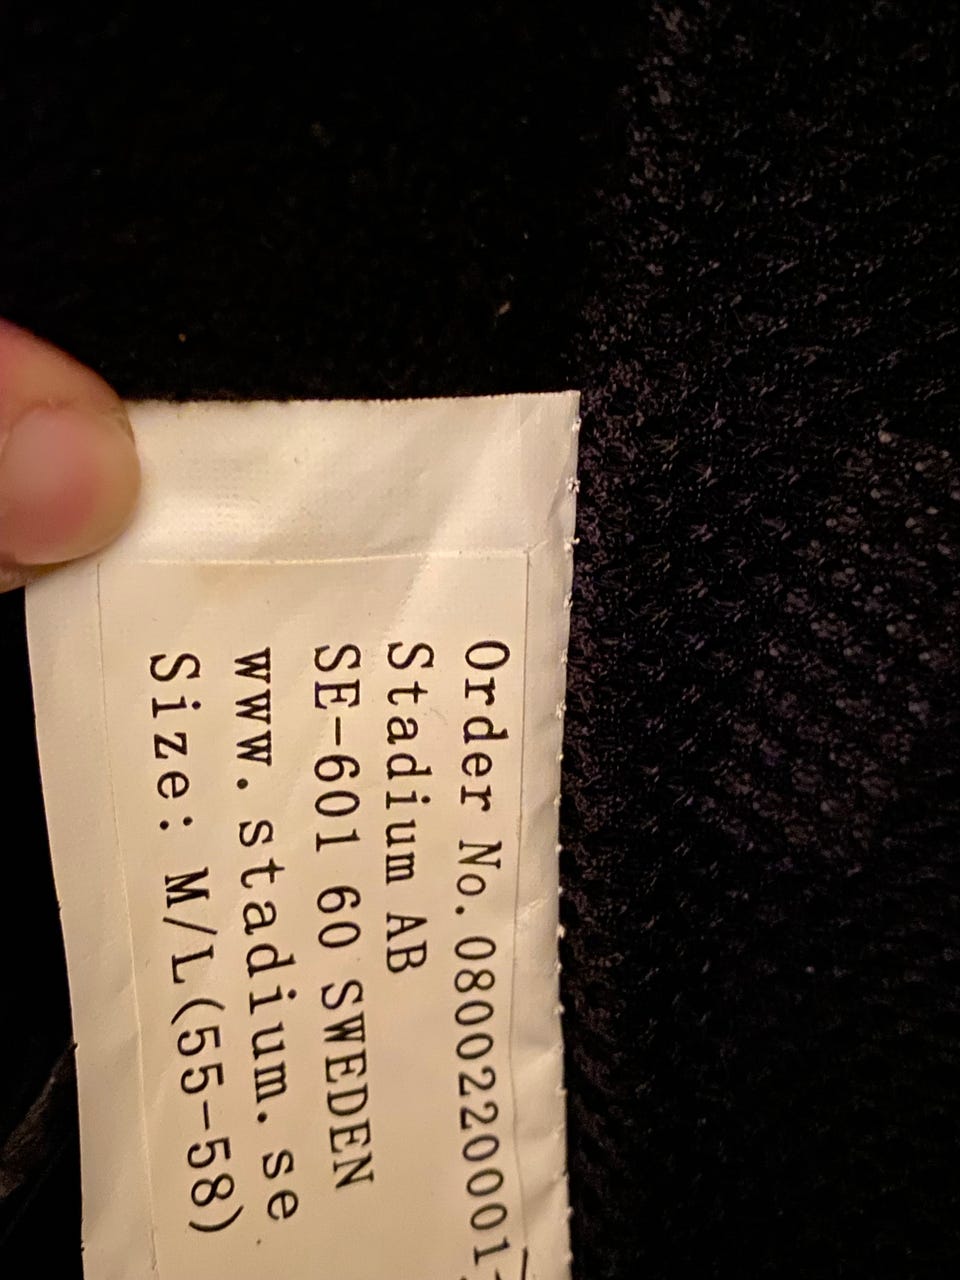 Order No. 0800220001
Stadium AB
SE-601 60 SWEDEN
www.stadium.se
Size: M/L(55-58)